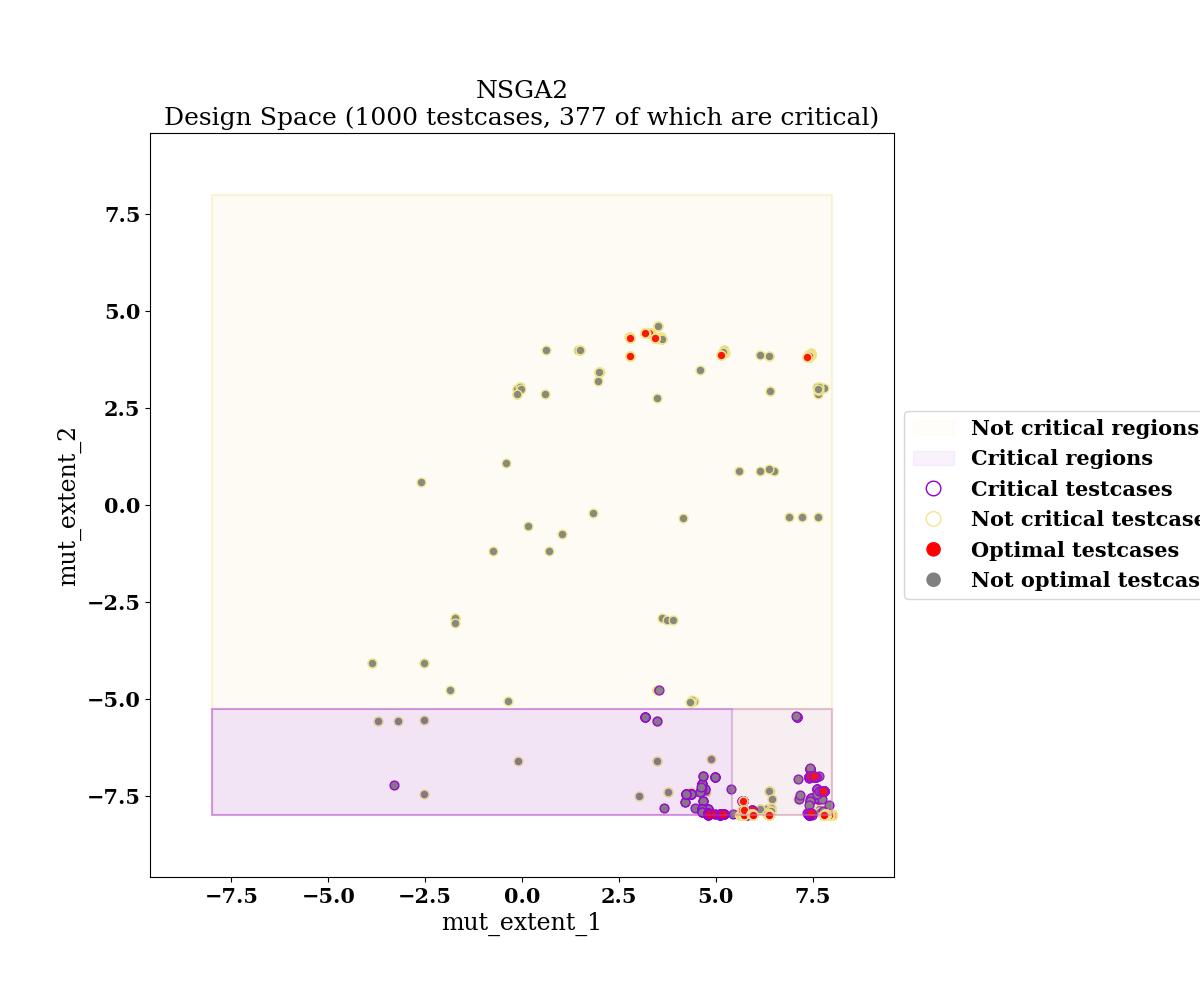 NSGA2
Design Space (1000 testcases, 377 of which are critical)
7.5
5.0
2.5
0.0
−2.5
−5.0
−7.5
mut_extent_2
−7.5
−5.0
−2.5
0.0
2.5
5.0
7.5
mut_extent_1
Not critical regions
Critical regions
Critical testcases
Not critical testcase
Optimal testcases
Not optimal testcas